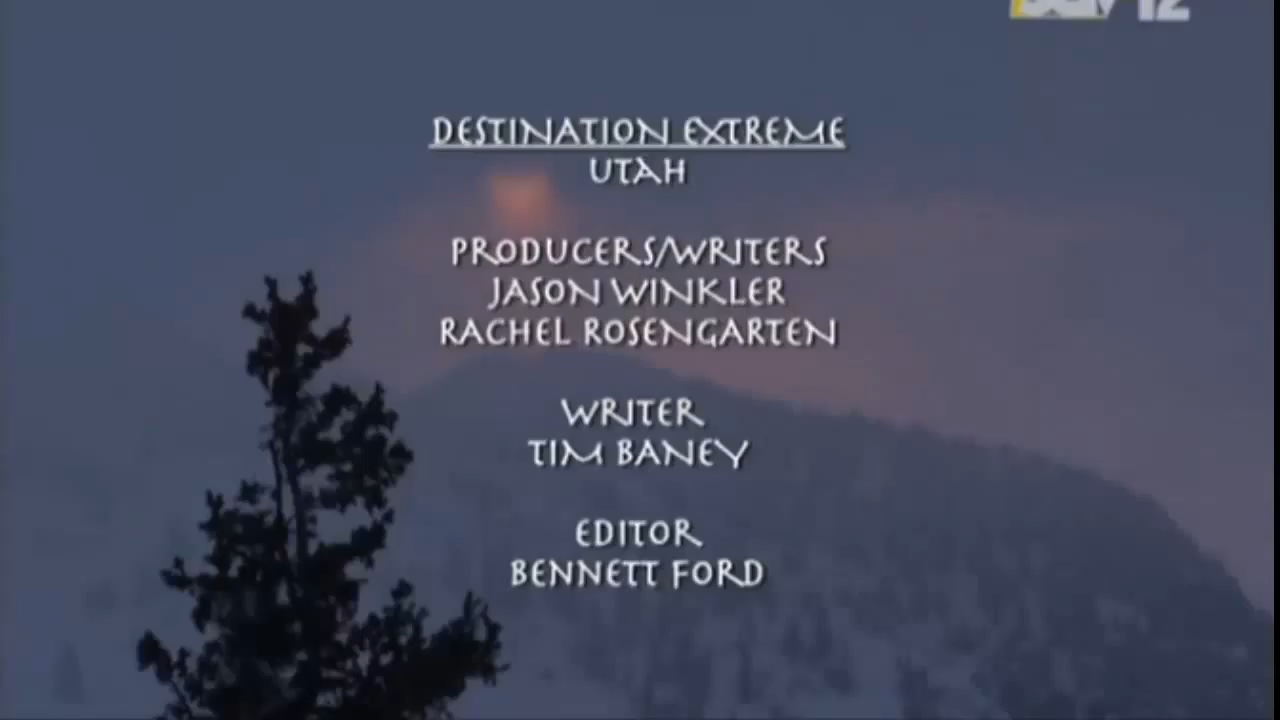 DESTINATION EXTREME
UTAH
PRODUCERS/WRITERS
JASON WINKLER
RACHEL ROSENGARTEN
WRITER
TIM BANEY
EDITOR
BENNETT FORD